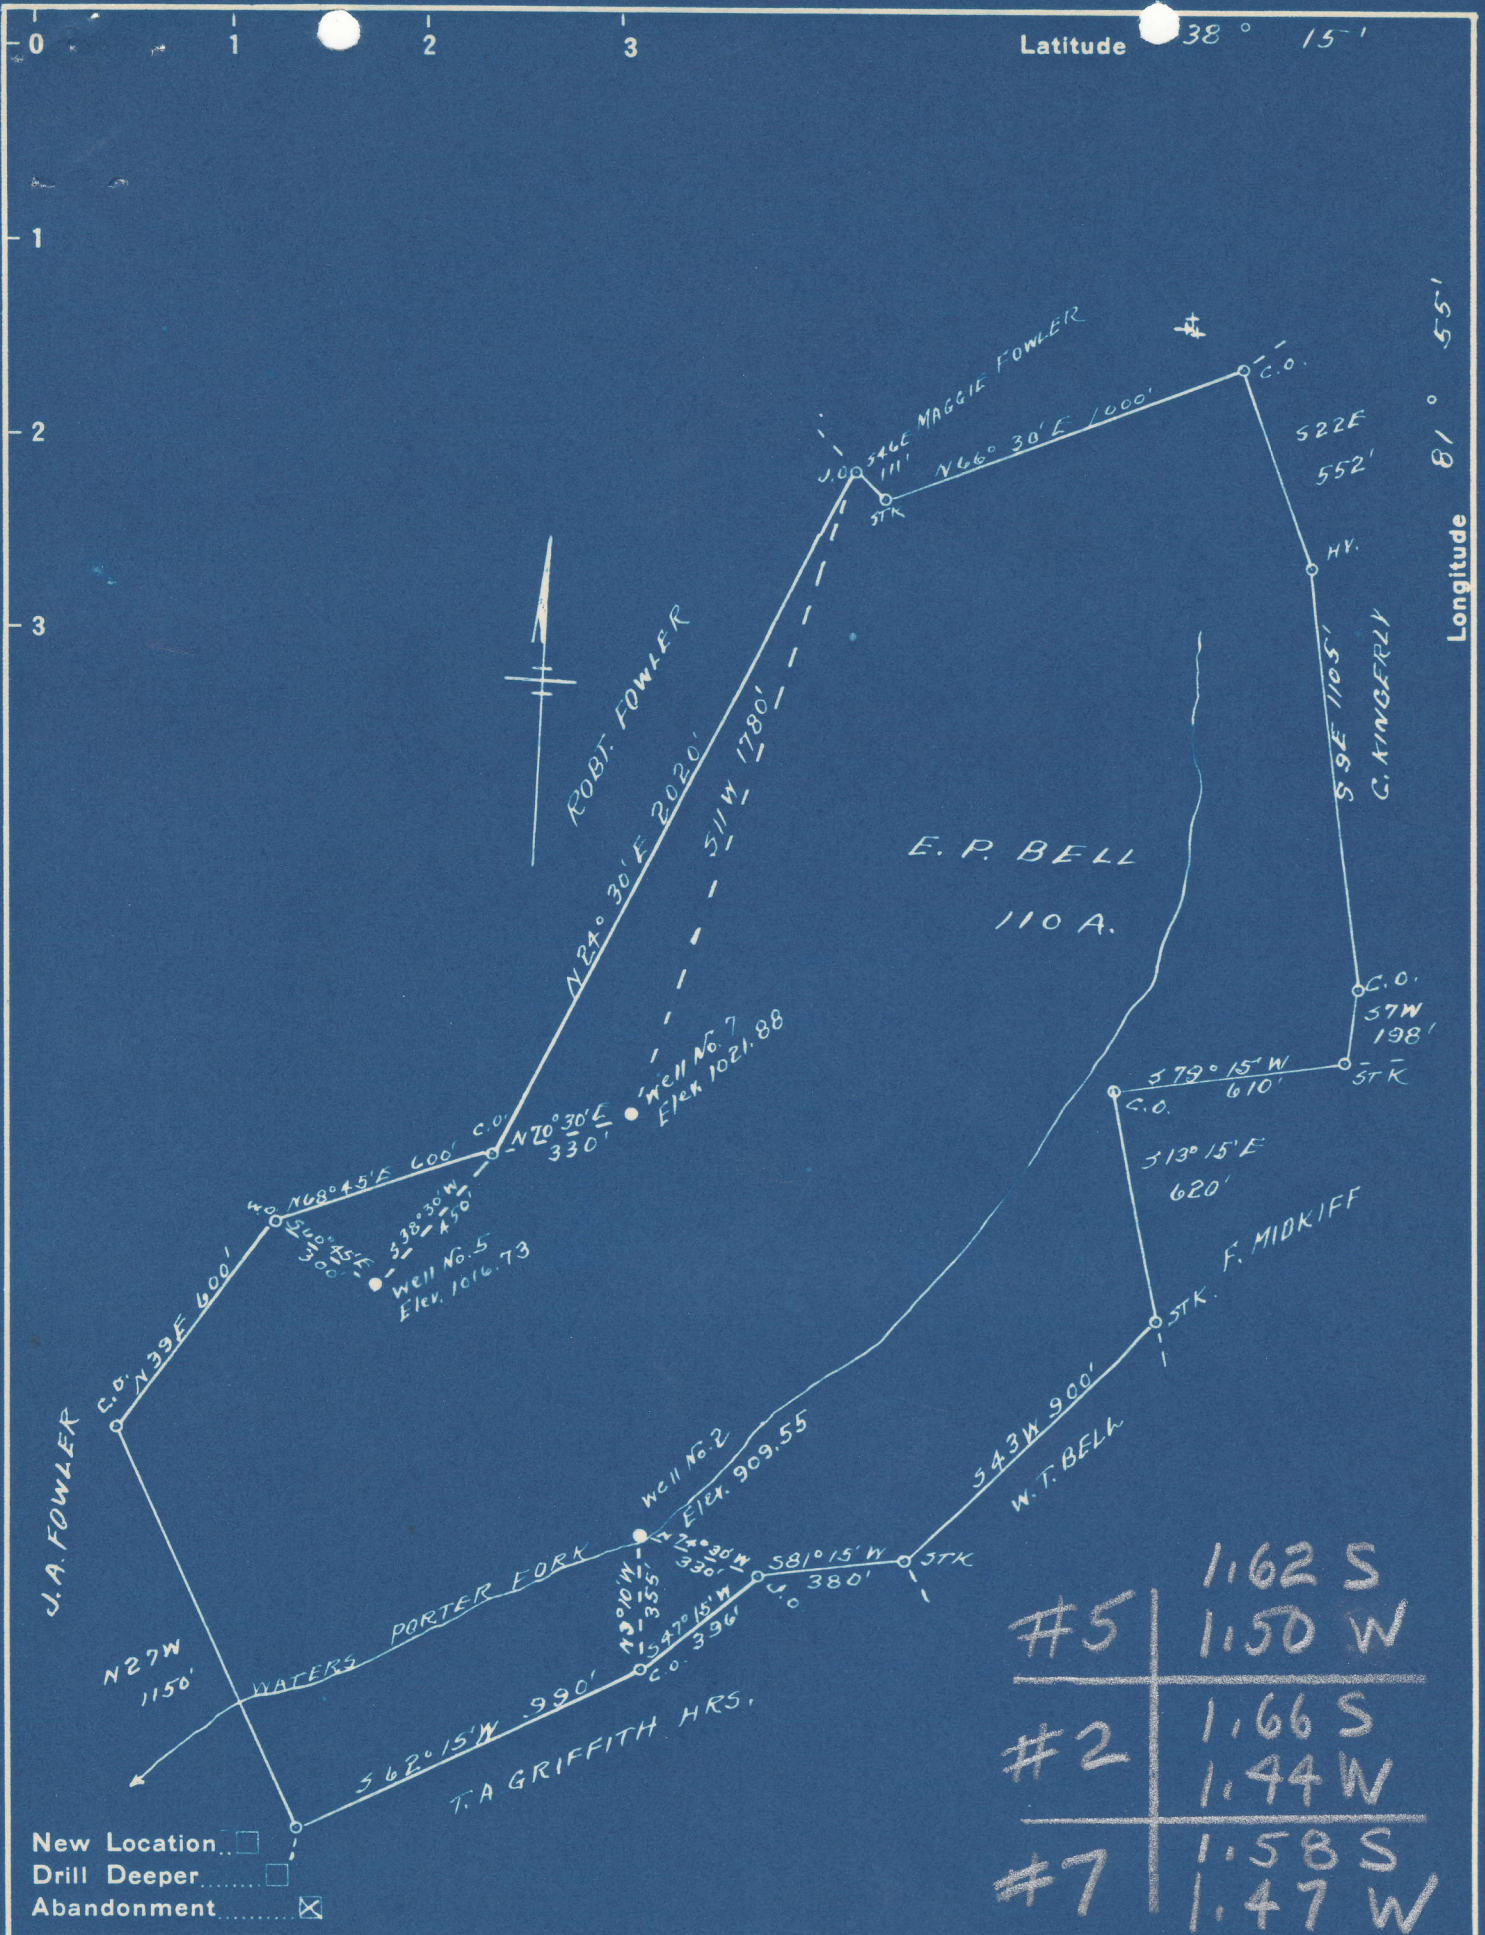 0 1 2 3
Latitude 38° 15'
1
2
3
Longitude 81° 55'
MAGGIE FOWLER
J.O.
S46E
111'
STK
N66° 30'E 1000'
C.O.
S22E
552'
HY.
S9E 1105'
G. KINGERLY
C.O.
S7W
198'
STK
S79° 15' W
610'
C.O.
S13° 15'E
620'
STK.
F. MIDKIFF
S43W 900'
W. T. BELL
STK
S81° 15' W
380'
J.O
S47° 15' W
396'
C.O.
S62° 15' W 990'
T. A GRIFFITH HRS.
N27W
1150'
J. A. FOWLER
C.O.
N39E 600'
W.O.
N68° 45'E 600'
C.O.
N24° 30'E 2020'
ROBT. FOWLER
S11W 1780'
E. P. BELL
110 A.
Well No. 7
Elev. 1021.88
N70° 30'E
330'
S38° 30' W
450'
S60° 45'E
300'
Well No. 5
Elev. 1016.73
Well No. 2
Elev. 909.55
N74° 30' W
330'
N3° 10' W
355'
WATERS PORTER FORK
#5 1.62 S
1.50 W
#2 1.66 S
1.44 W
#7 1.58 S
1.47 W
New Location..
Drill Deeper.......
Abandonment.........